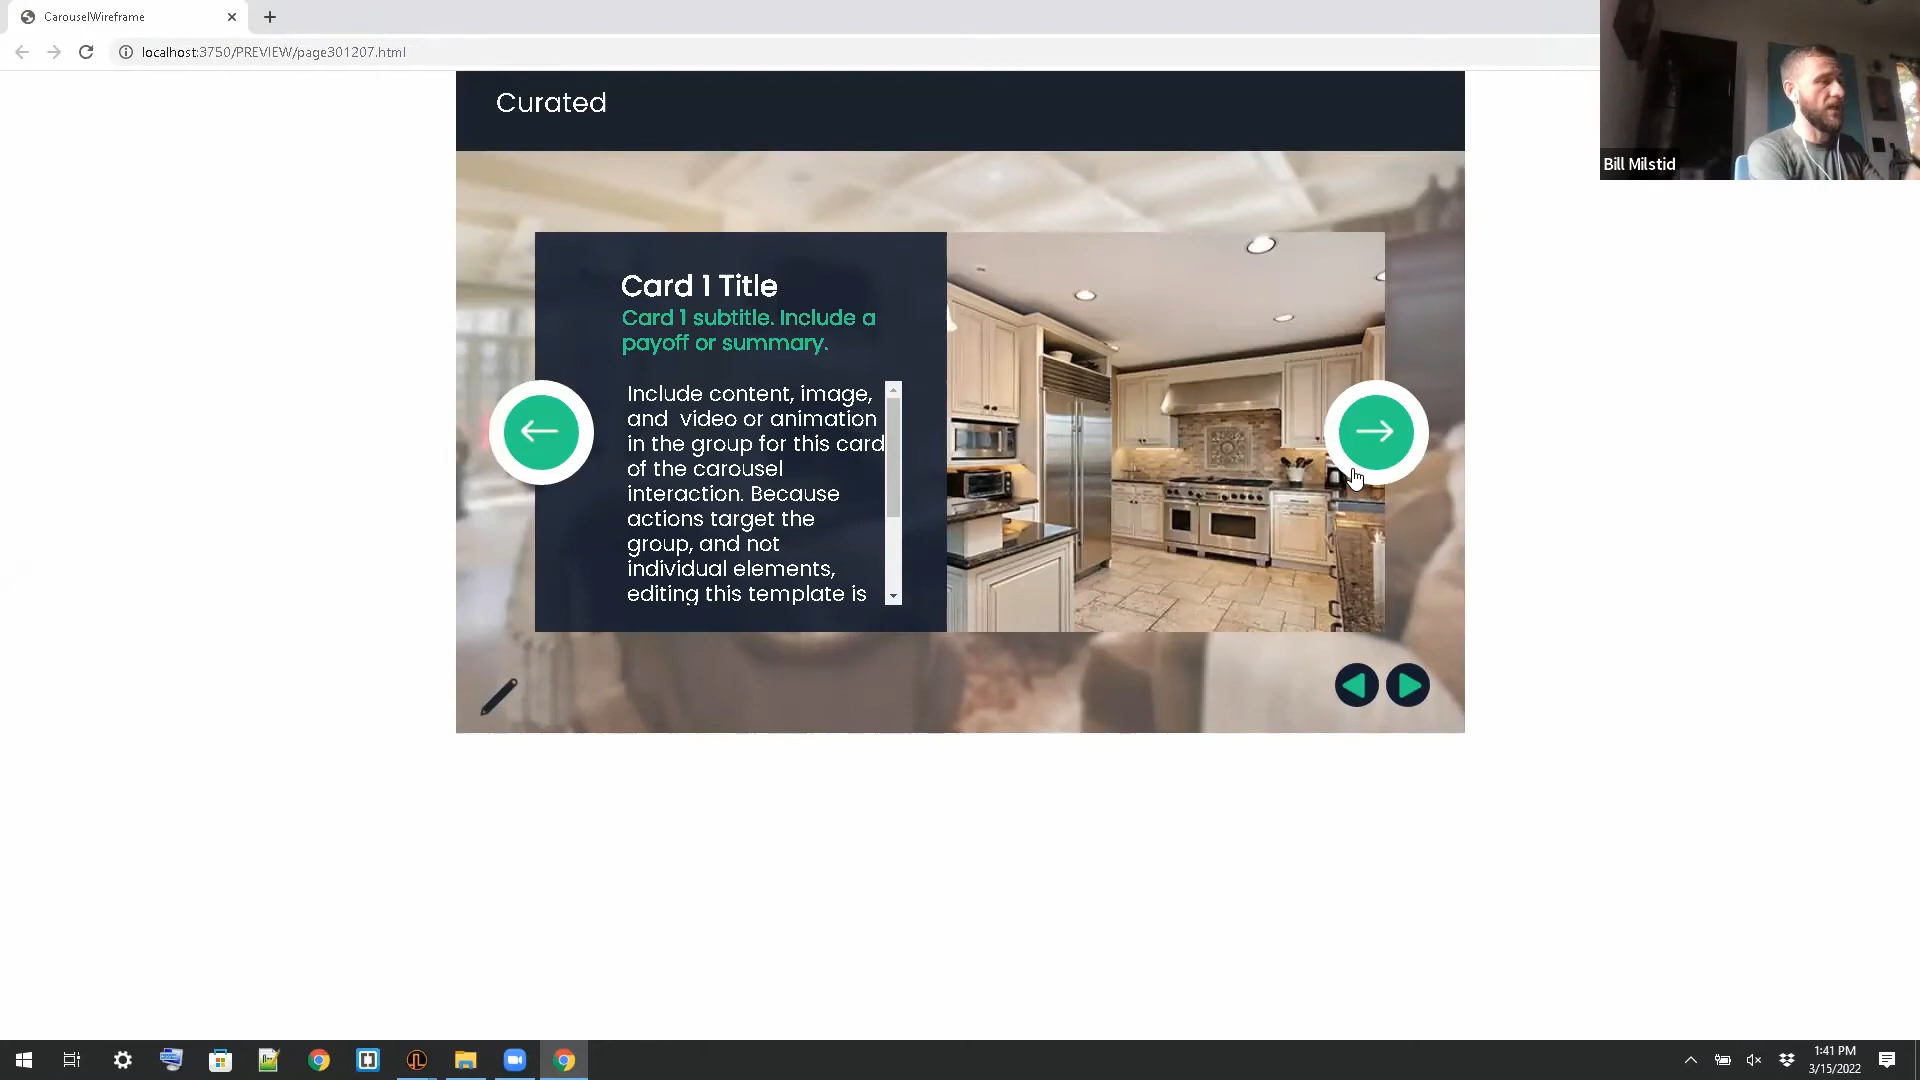 CarouselWireframe
localhost:3750/PREVIEW/page301207.html
Curated
Bill Milstid
Card 1 Title
Card 1 subtitle. Include a
payoff or summary.
Include content, image,
and  video or animation
in the group for this card
of the carousel
interaction. Because
actions target the
group, and not
individual elements,
editing this template is
1:41 PM
3/15/2022